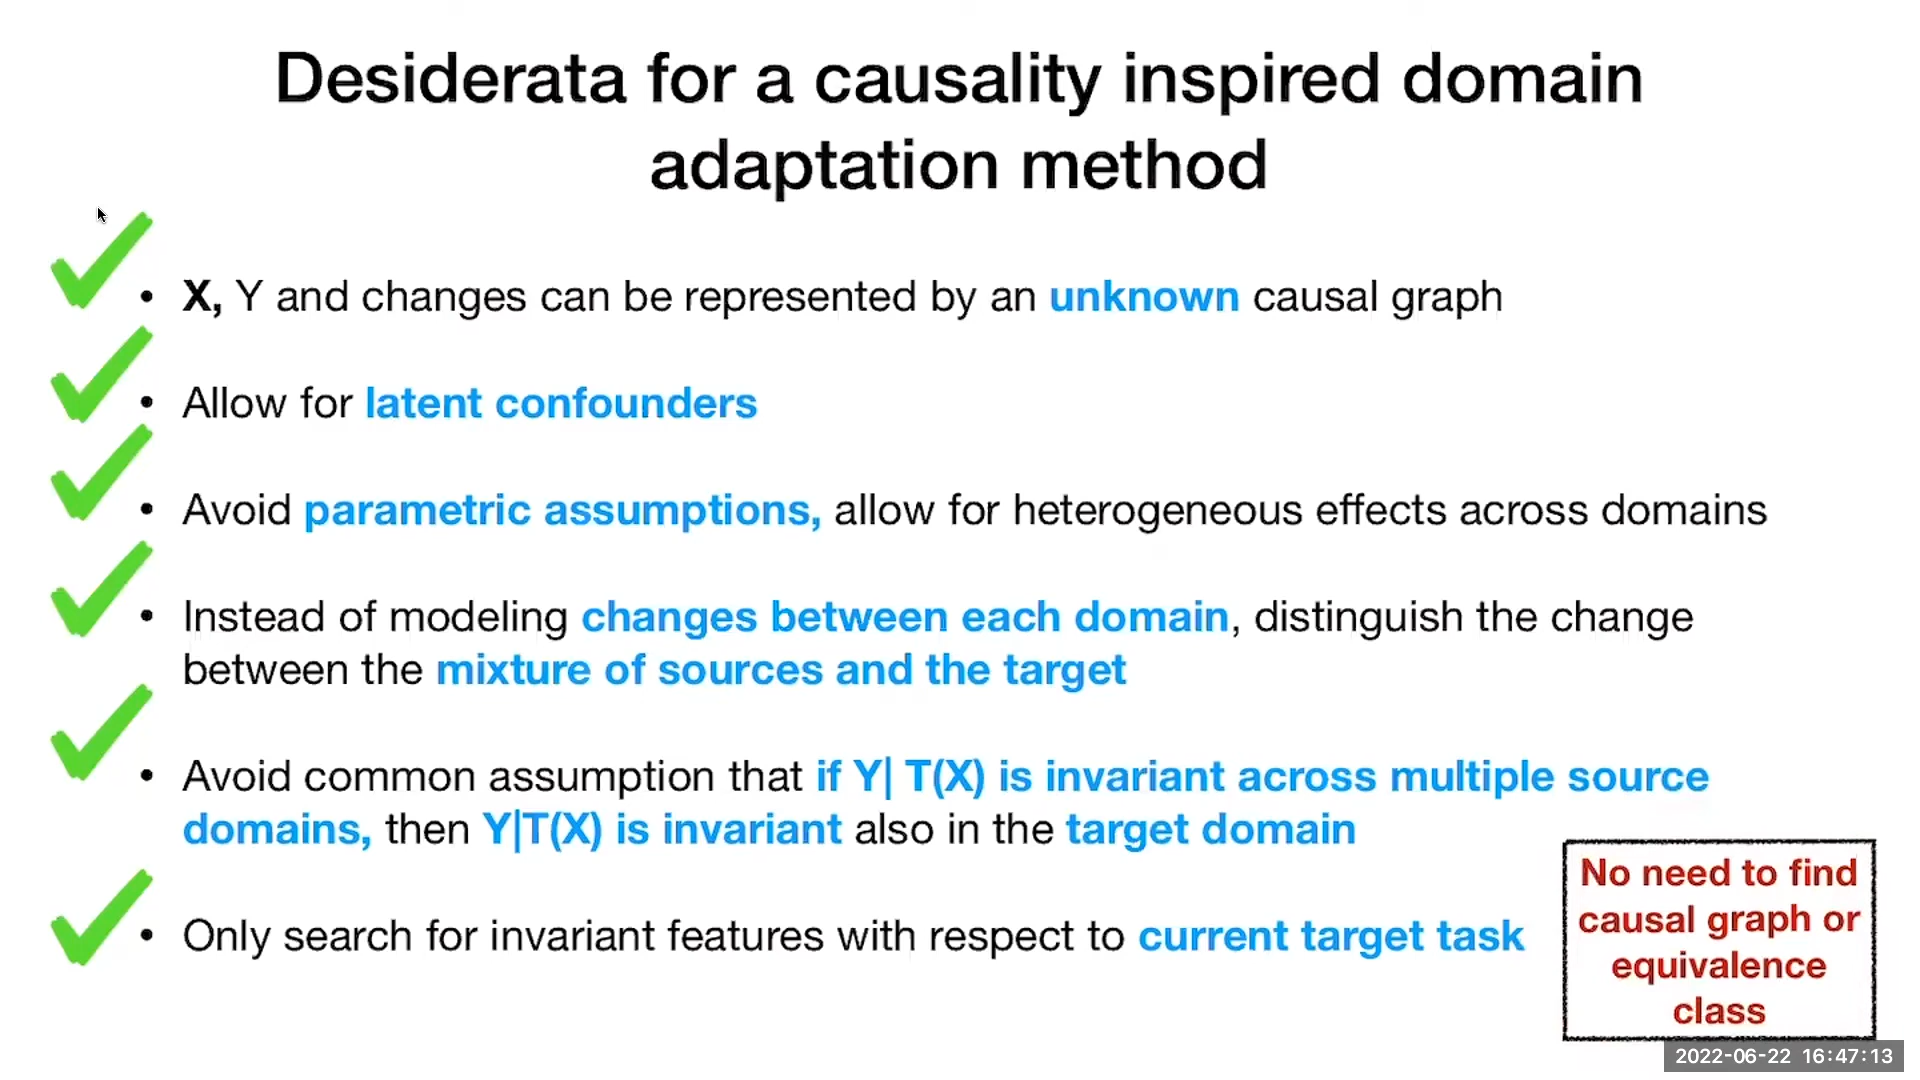 Desiderata for a causality inspired domain
adaptation method
• X, Y and changes can be represented by an unknown causal graph
• Allow for latent confounders
• Avoid parametric assumptions, allow for heterogeneous effects across domains
• Instead of modeling changes between each domain, distinguish the change
between the mixture of sources and the target
• Avoid common assumption that if Y| T(X) is invariant across multiple source
domains, then Y|T(X) is invariant also in the target domain
• Only search for invariant features with respect to current target task
No need to find
causal graph or
equivalence
class
2022-06-22 16:47:13